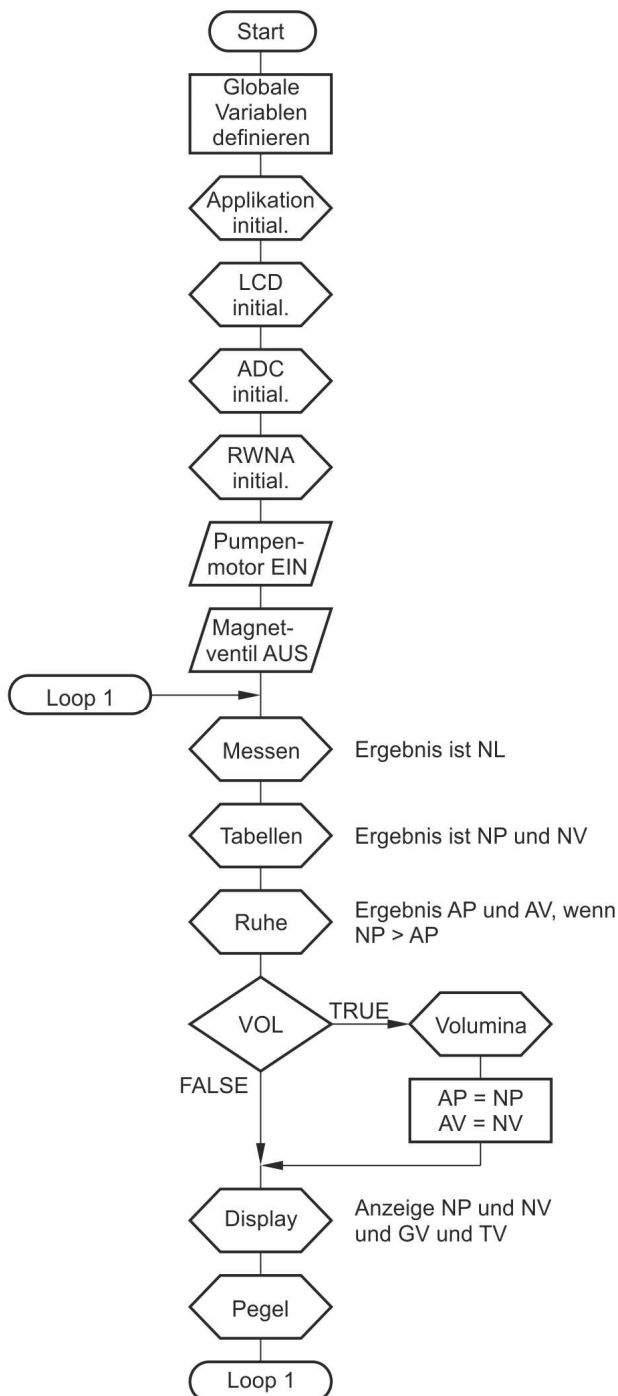 Start
Globale
Variablen
definieren
Applikation
initial.
LCD
initial.
ADC
initial.
RWNA
initial.
Pumpen-
motor EIN
Magnet-
ventil AUS
Loop 1
Messen
Ergebnis ist NL
Tabellen
Ergebnis ist NP und NV
Ruhe
Ergebnis AP und AV, wenn
NP > AP
VOL
TRUE
Volumina
FALSE
AP = NP
AV = NV
Display
Anzeige NP und NV
und GV und TV
Pegel
Loop 1